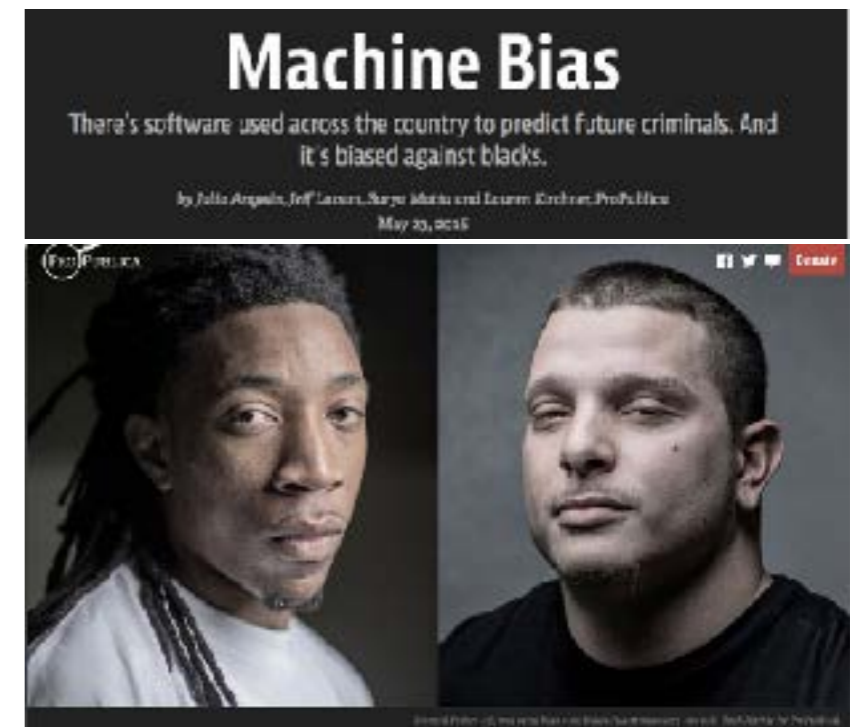 Machine Bias
There's software used across the country to predict future criminals. And
it's biased against blacks.
by Julia Angwin, Jeff Larson, Surya Mattu and Lauren Kirchner, ProPublica
May 23, 2016
PROPUBLICA
Donate